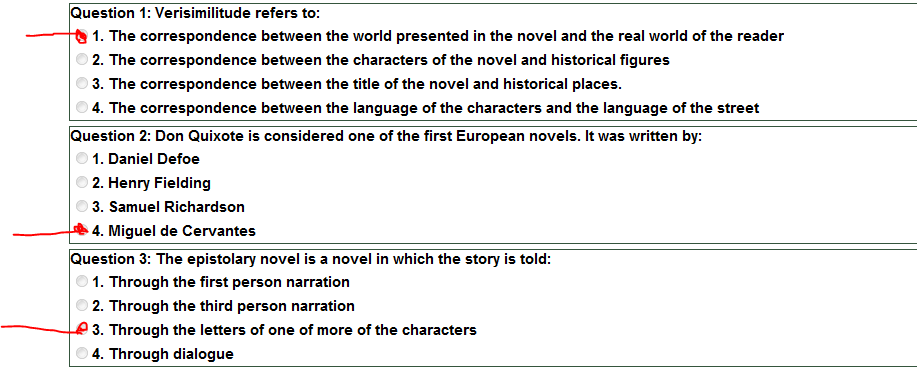 Question 1: Verisimilitude refers to:
1. The correspondence between the world presented in the novel and the real world of the reader
2. The correspondence between the characters of the novel and historical figures
3. The correspondence between the title of the novel and historical places.
4. The correspondence between the language of the characters and the language of the street
Question 2: Don Quixote is considered one of the first European novels. It was written by:
1. Daniel Defoe
2. Henry Fielding
3. Samuel Richardson
4. Miguel de Cervantes
Question 3: The epistolary novel is a novel in which the story is told:
1. Through the first person narration
2. Through the third person narration
3. Through the letters of one of more of the characters
4. Through dialogue